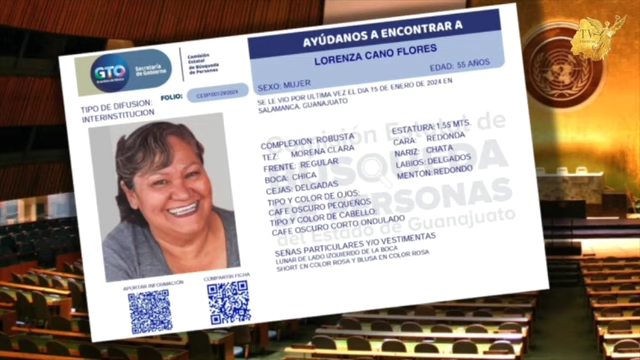 GTO
Secretaría
de Gobierno
Comisión
Estatal
de Búsqueda
de Personas
TIPO DE DIFUSION:
INTERINSTITUCION
FOLIO:
AYÚDANOS A ENCONTRAR A
LORENZA CANO FLORES
SEXO: MUJER
EDAD: 55 AÑOS
SE LE VIO POR ULTIMA VEZ EL DIA 15 DE ENERO DE 2024 EN
SALAMANCA, GUANAJUATO
COMPLEXION: ROBUSTA
TEZ: MORENA CLARA
FRENTE: REGULAR
BOCA: CHICA
CEJAS: DELGADAS
TIPO Y COLOR DE OJOS:
CAFE OSCURO PEQUEÑOS
TIPO Y COLOR DE CABELLO:
CAFE OSCURO CORTO ONDULADO
ESTATURA: 1.55 MTS.
CARA: REDONDA
NARIZ: CHATA
LABIOS: DELGADOS
MENTON: REDONDO
SEÑAS PARTICULARES Y/O VESTIMENTAS
LUNAR DE LADO IZQUIERDO DE LA BOCA
SHORT EN COLOR ROSA Y BLUSA EN COLOR ROSA
Comisión Estatal de
BÚSQUEDA
DE PERSONAS
del Estado de Guanajuato
APORTAR INFORMACIÓN
COMPARTIR FICHA
TV